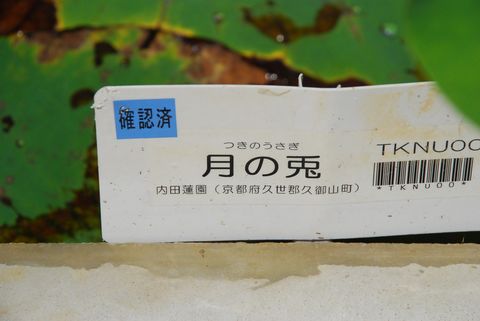 確認済
つきのうさぎ
月の兎
内田蓮園(京都府久世郡久御山町)
TKNU00
*TKNU00*